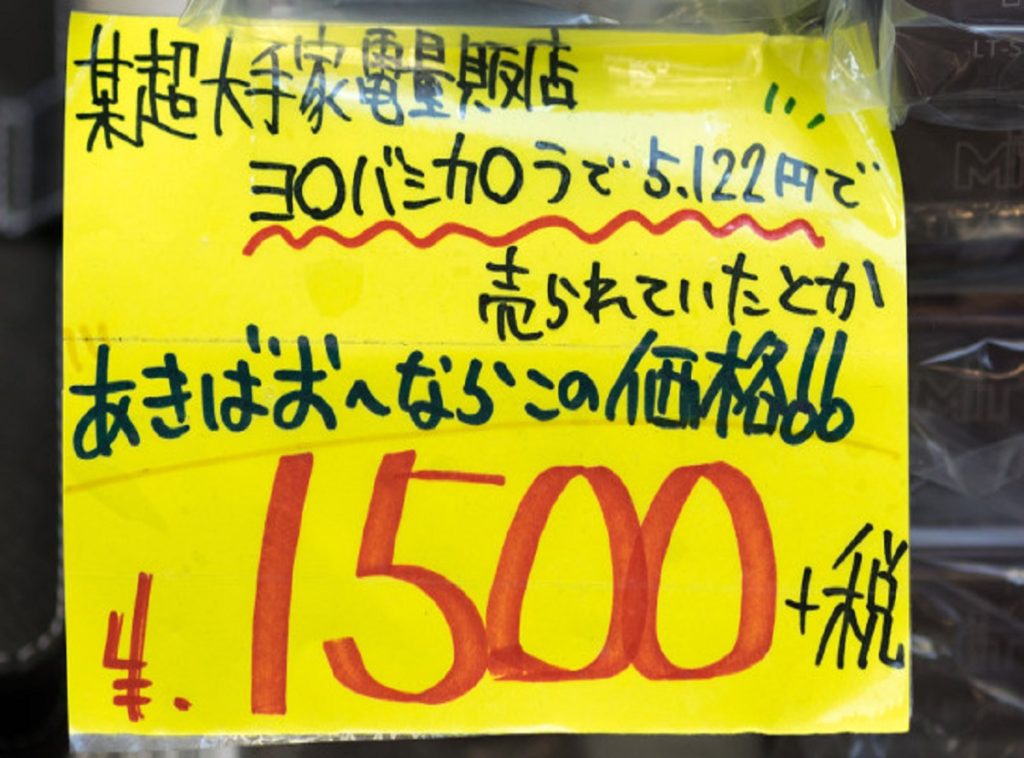 某超大手家電量販店
ヨ〇バシカ〇ラで5,122円で
売られていたとか
あきばお〜ならこの価格!!
¥.1500+税